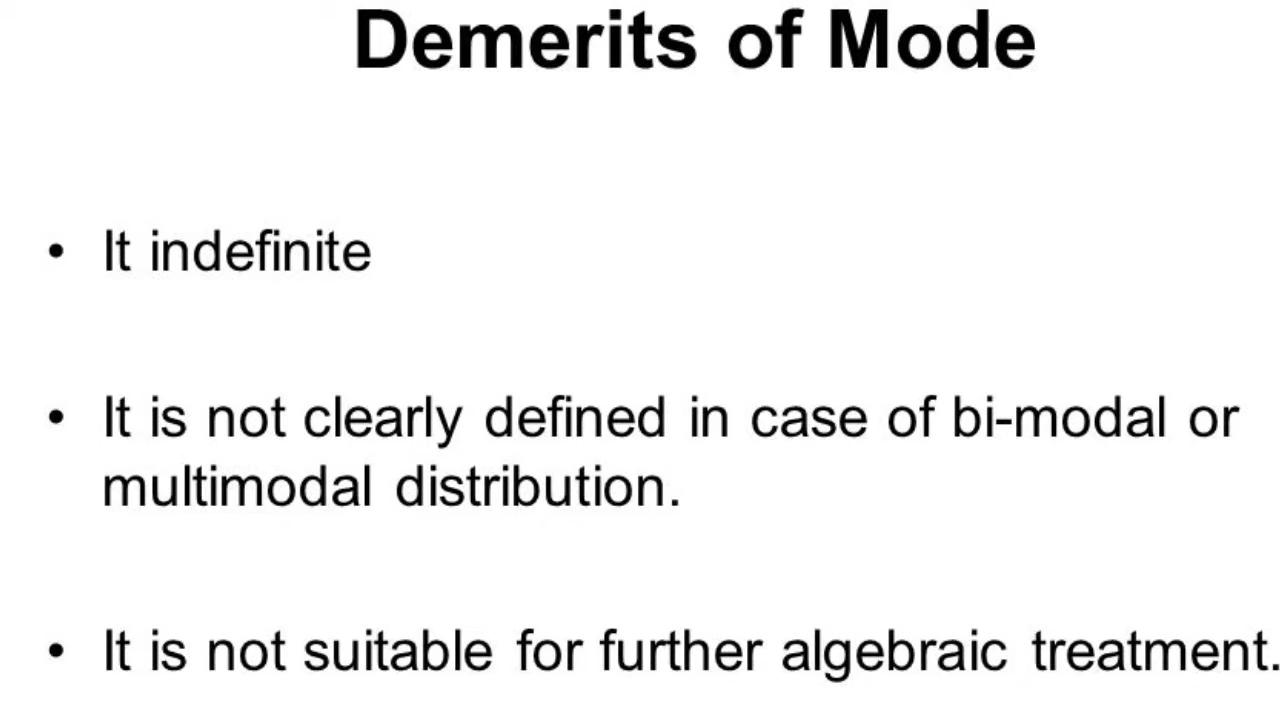 Demerits of Mode
• It indefinite
• It is not clearly defined in case of bi-modal or
multimodal distribution.
• It is not suitable for further algebraic treatment.